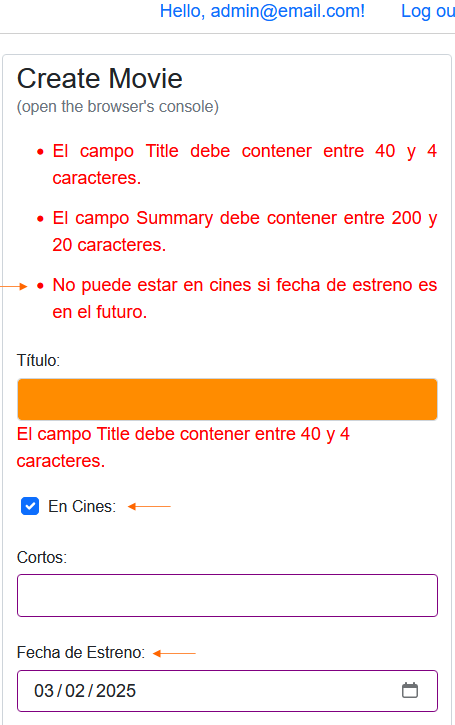 Hello, admin@email.com! Log ou
Create Movie
(open the browser's console)
El campo Title debe contener entre 40 y 4
caracteres.
El campo Summary debe contener entre 200 y
20 caracteres.
No puede estar en cines si fecha de estreno es
en el futuro.
Título:
El campo Title debe contener entre 40 y 4
caracteres.
En Cines:
Cortos:
Fecha de Estreno:
03/02/2025